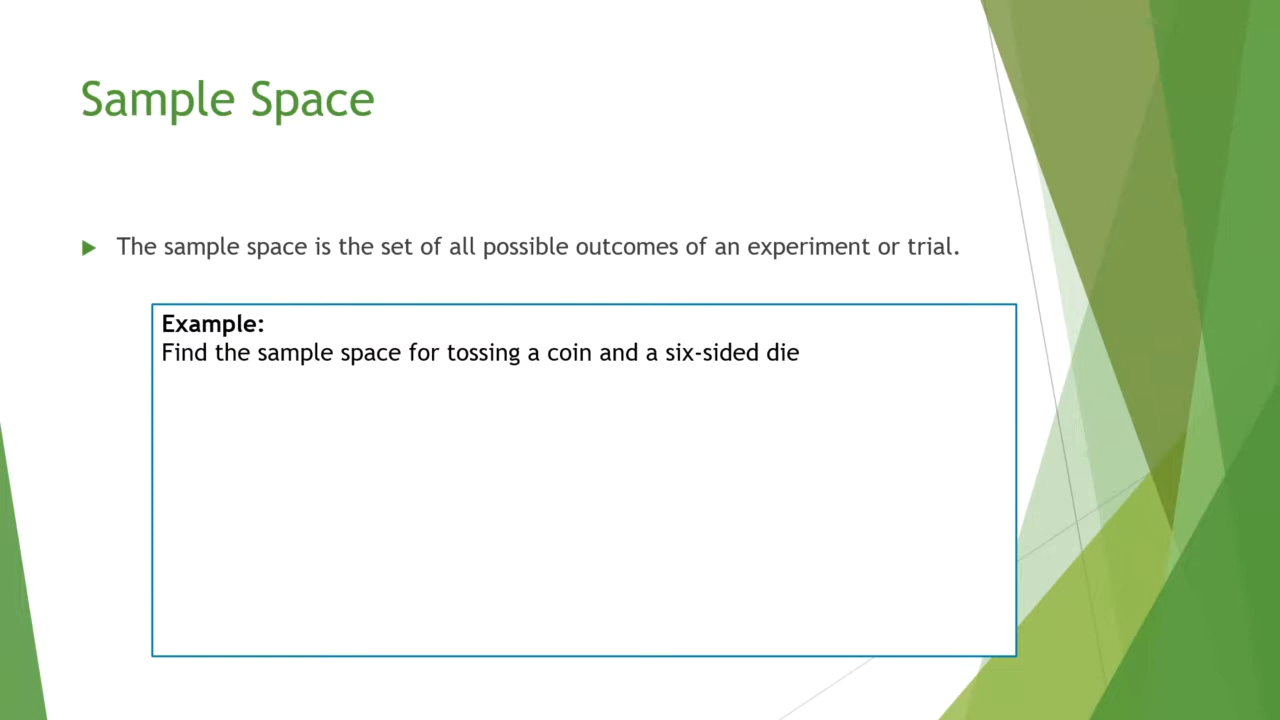 Sample Space
The sample space is the set of all possible outcomes of an experiment or trial.
Example:
Find the sample space for tossing a coin and a six-sided die